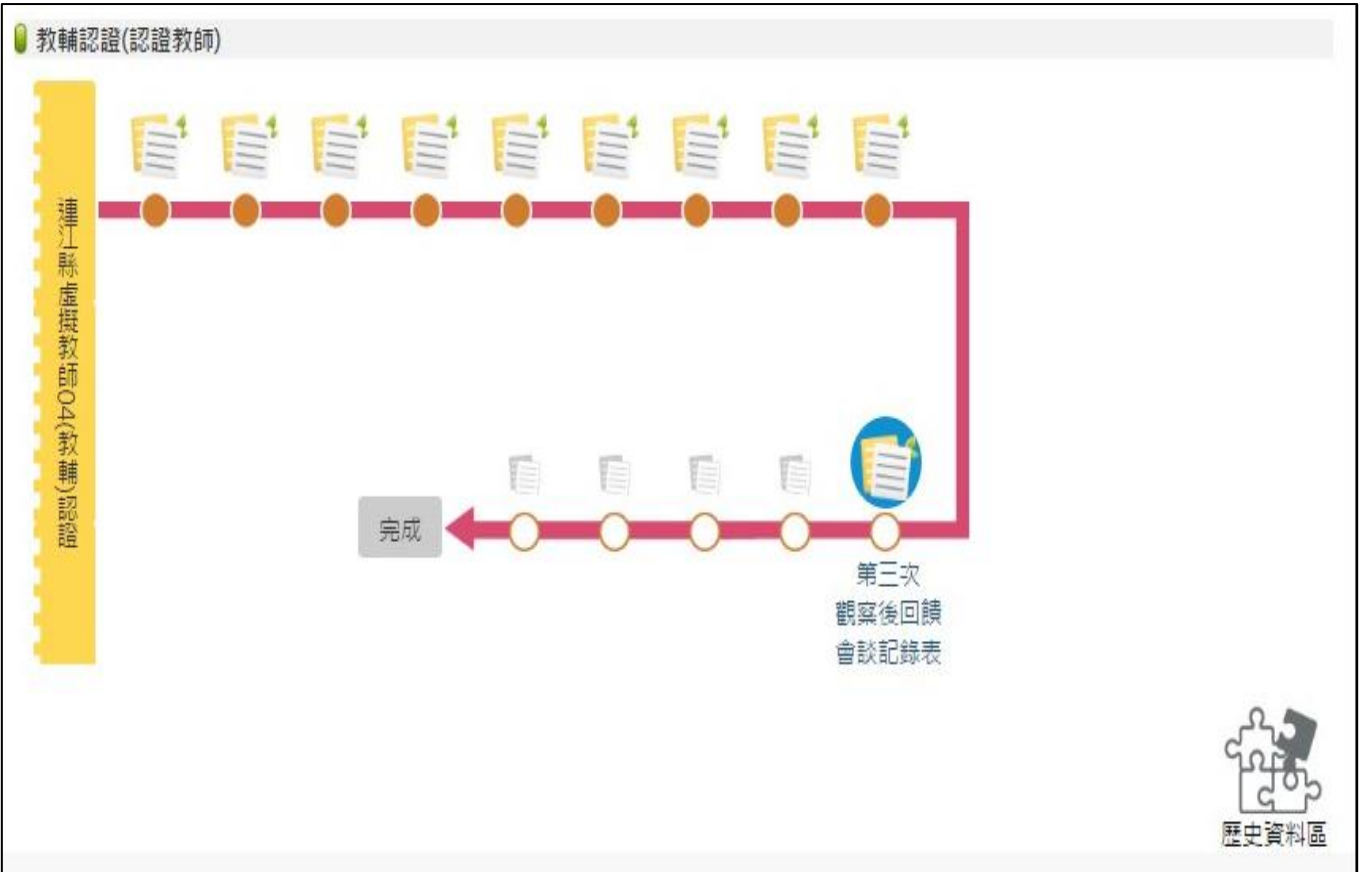 教輔認證(認證教師)
連江縣虛擬教師04(教輔)認證
完成
第三次
觀察後回饋
會談記錄表
歷史資料區